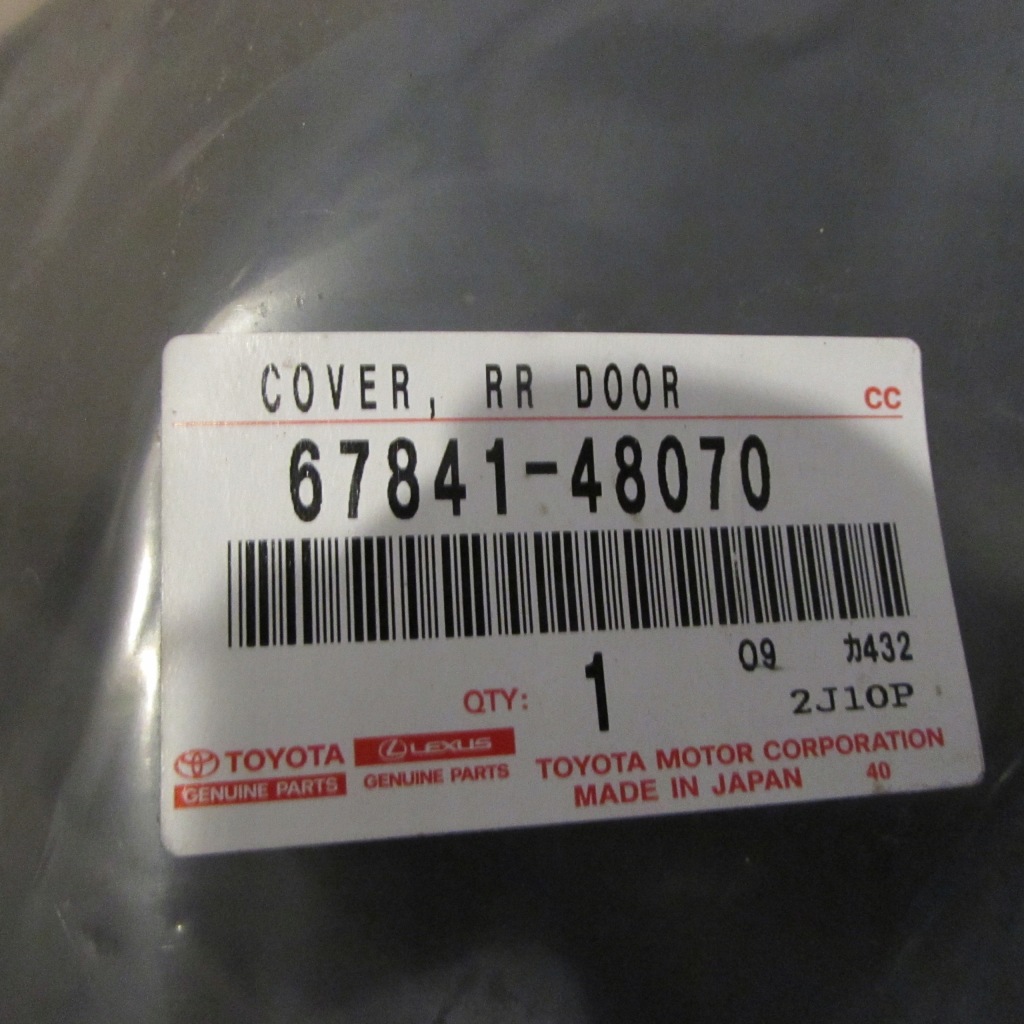 COVER, RR DOOR
CC
67841-48070
09 カ432
QTY: 1
2J10P
TOYOTA
GENUINE PARTS
LEXUS
GENUINE PARTS
TOYOTA MOTOR CORPORATION
MADE IN JAPAN 40